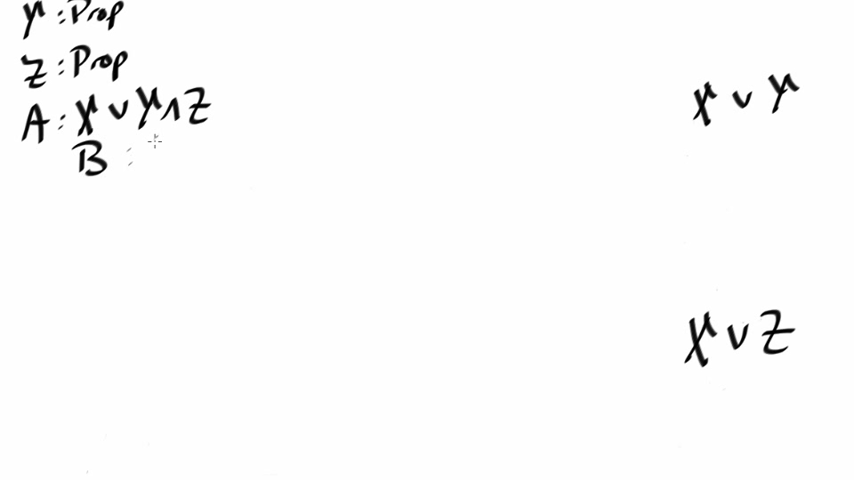 y : Prop
z : Prop
A : x ∨ y ∧ z
B :
x ∨ y
x ∨ z